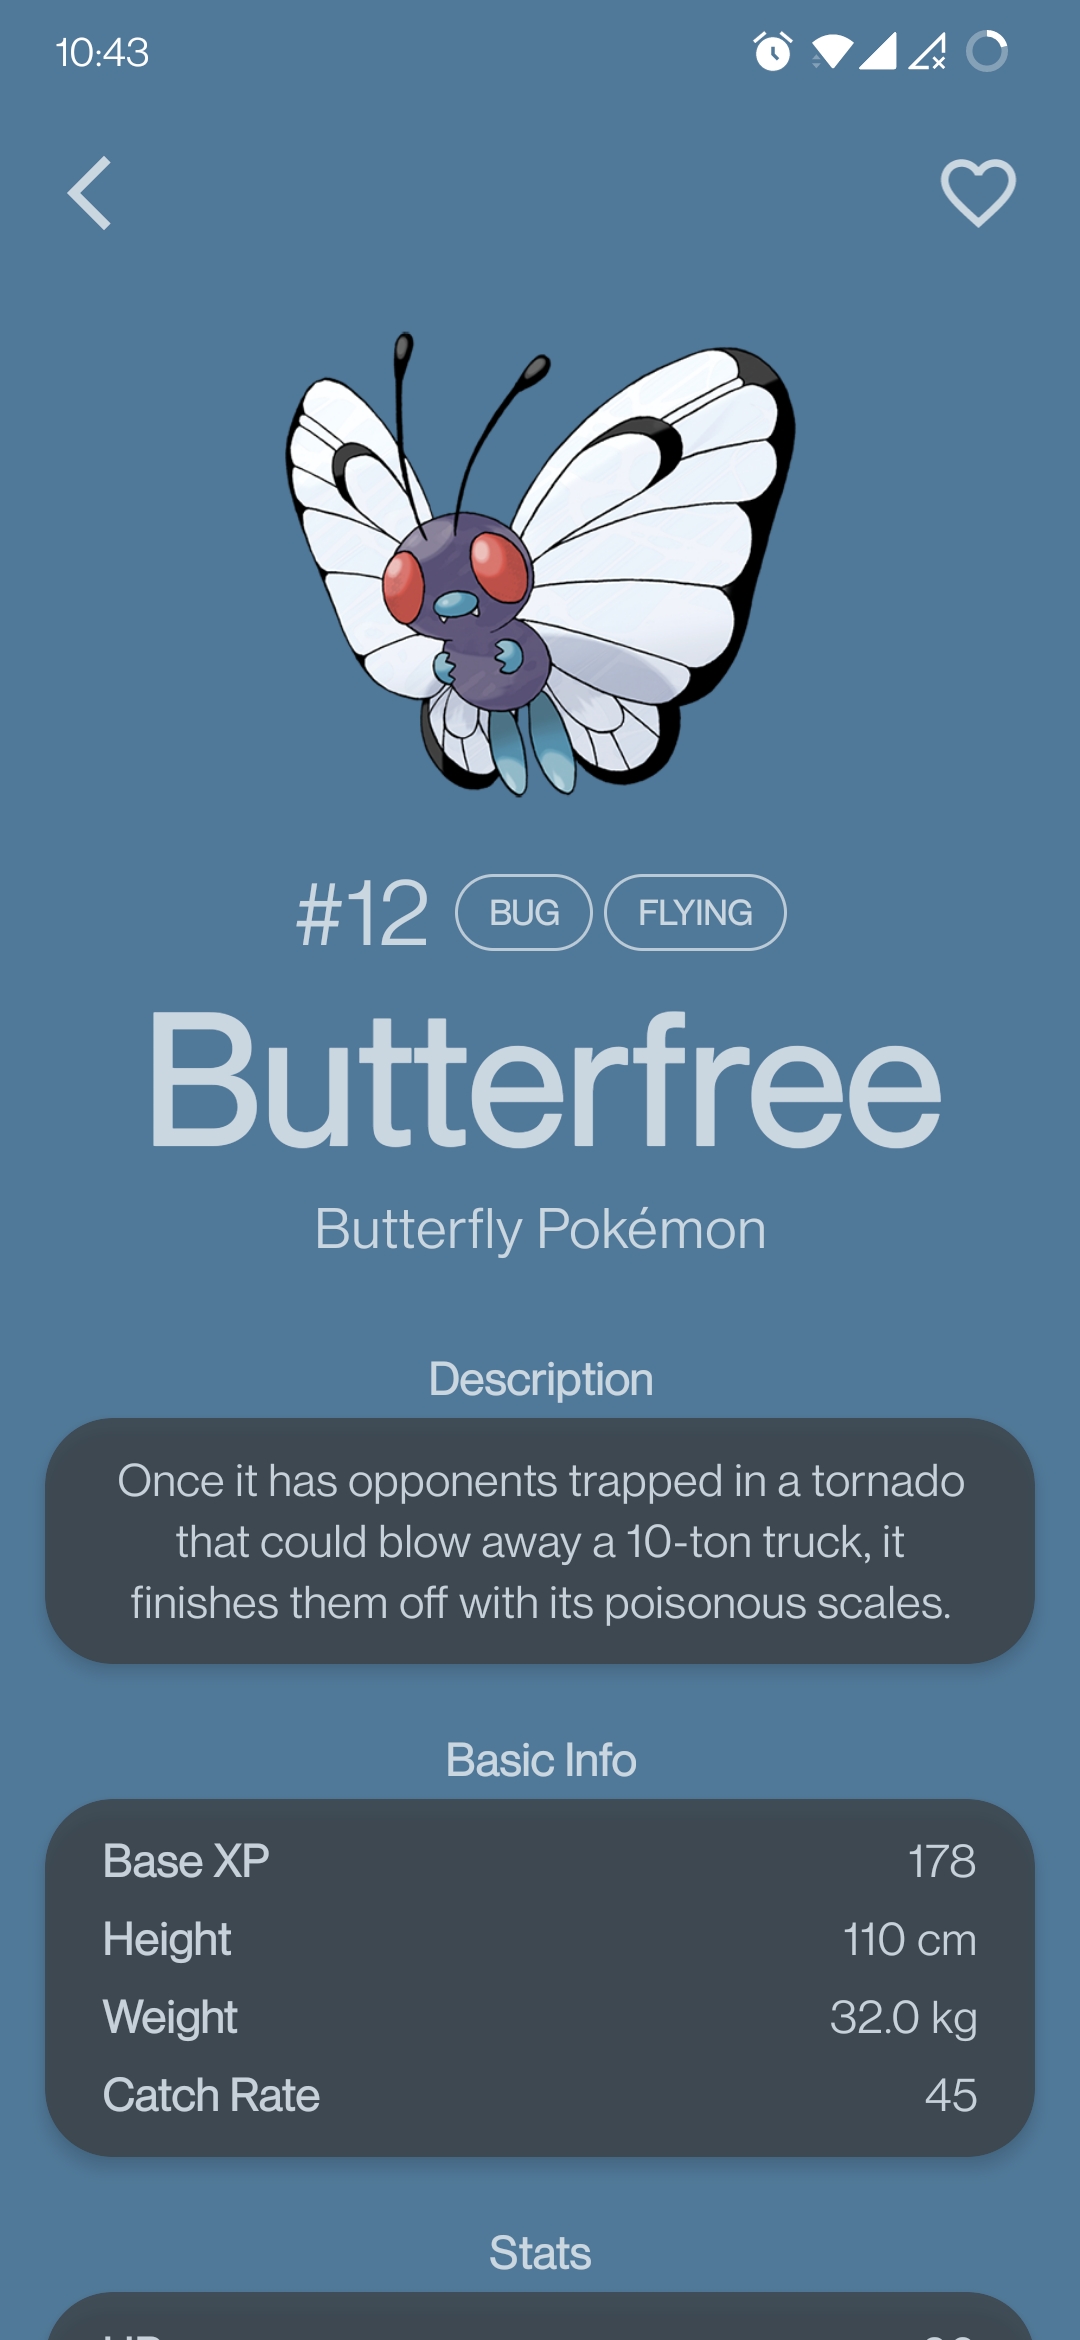 10:43
#12 BUG FLYING
Butterfree
Butterfly Pokémon
Description
Once it has opponents trapped in a tornado
that could blow away a 10-ton truck, it
finishes them off with its poisonous scales.
Basic Info
Base XP 178
Height 110 cm
Weight 32.0 kg
Catch Rate 45
Stats